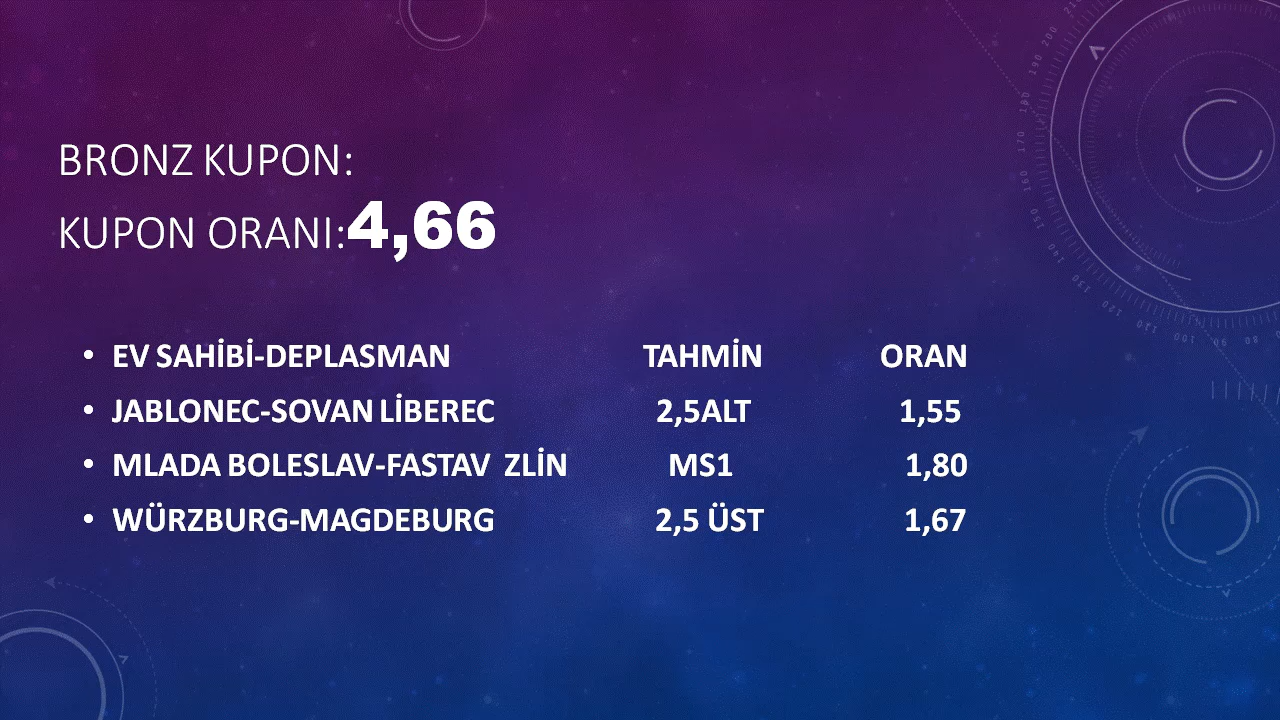 BRONZ KUPON:
KUPON ORANI:4,66
• EV SAHİBİ-DEPLASMAN TAHMİN ORAN
• JABLONEC-SOVAN LİBEREC 2,5ALT 1,55
• MLADA BOLESLAV-FASTAV ZLİN MS1 1,80
• WÜRZBURG-MAGDEBURG 2,5 ÜST 1,67